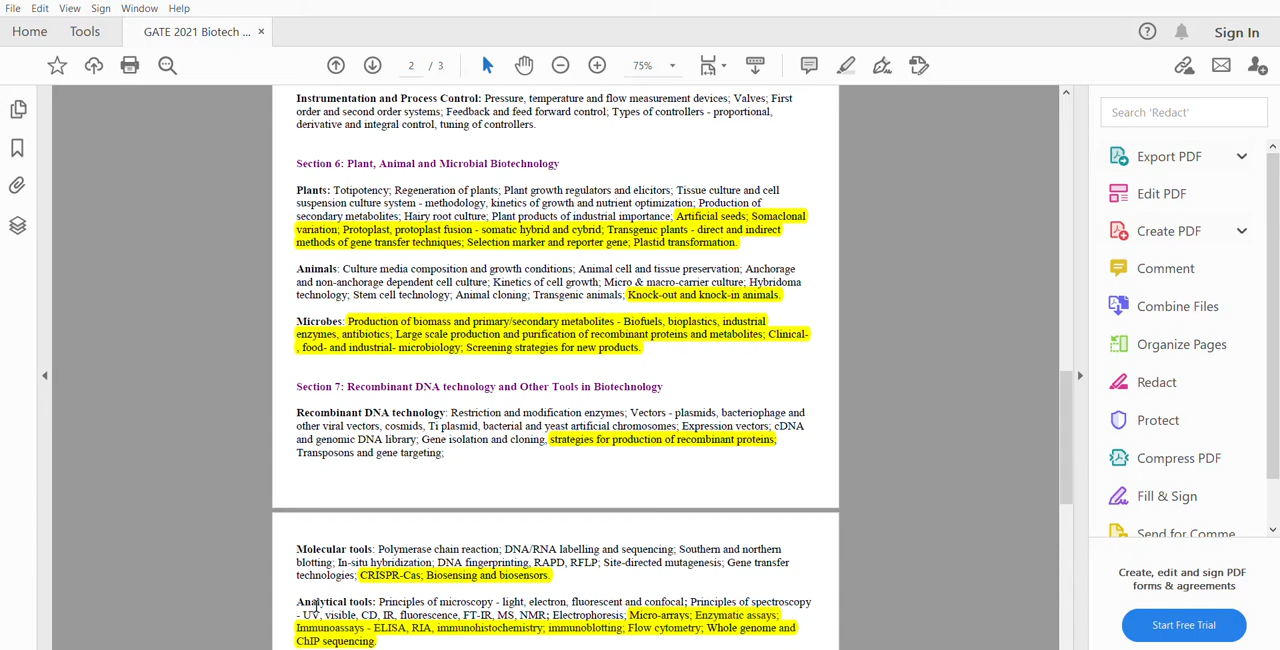 File Edit View Sign Window Help
Home Tools GATE 2021 Biotech ... × Sign In
2 / 3 75%
Search 'Redact'
Export PDF
Edit PDF
Create PDF
Comment
Combine Files
Organize Pages
Redact
Protect
Compress PDF
Fill & Sign
Send for Comme
Create, edit and sign PDF
forms & agreements
Start Free Trial
Instrumentation and Process Control: Pressure, temperature and flow measurement devices; Valves; First
order and second order systems; Feedback and feed forward control; Types of controllers - proportional,
derivative and integral control, tuning of controllers.
Section 6: Plant, Animal and Microbial Biotechnology
Plants: Totipotency; Regeneration of plants; Plant growth regulators and elicitors; Tissue culture and cell
suspension culture system - methodology, kinetics of growth and nutrient optimization; Production of
secondary metabolites; Hairy root culture; Plant products of industrial importance; Artificial seeds; Somaclonal
variation; Protoplast, protoplast fusion - somatic hybrid and cybrid; Transgenic plants - direct and indirect
methods of gene transfer techniques; Selection marker and reporter gene; Plastid transformation.
Animals: Culture media composition and growth conditions; Animal cell and tissue preservation; Anchorage
and non-anchorage dependent cell culture; Kinetics of cell growth; Micro & macro-carrier culture; Hybridoma
technology; Stem cell technology; Animal cloning; Transgenic animals; Knock-out and knock-in animals.
Microbes: Production of biomass and primary/secondary metabolites - Biofuels, bioplastics, industrial
enzymes, antibiotics; Large scale production and purification of recombinant proteins and metabolites; Clinical-
, food- and industrial- microbiology; Screening strategies for new products.
Section 7: Recombinant DNA technology and Other Tools in Biotechnology
Recombinant DNA technology: Restriction and modification enzymes; Vectors - plasmids, bacteriophage and
other viral vectors, cosmids, Ti plasmid, bacterial and yeast artificial chromosomes; Expression vectors; cDNA
and genomic DNA library; Gene isolation and cloning, strategies for production of recombinant proteins;
Transposons and gene targeting;
Molecular tools: Polymerase chain reaction; DNA/RNA labelling and sequencing; Southern and northern
blotting; In-situ hybridization; DNA fingerprinting, RAPD, RFLP; Site-directed mutagenesis; Gene transfer
technologies; CRISPR-Cas; Biosensing and biosensors.
Analytical tools: Principles of microscopy - light, electron, fluorescent and confocal; Principles of spectroscopy
- UV, visible, CD, IR, fluorescence, FT-IR, MS, NMR; Electrophoresis; Micro-arrays; Enzymatic assays;
Immunoassays - ELISA, RIA, immunohistochemistry; immunoblotting; Flow cytometry; Whole genome and
ChIP sequencing.